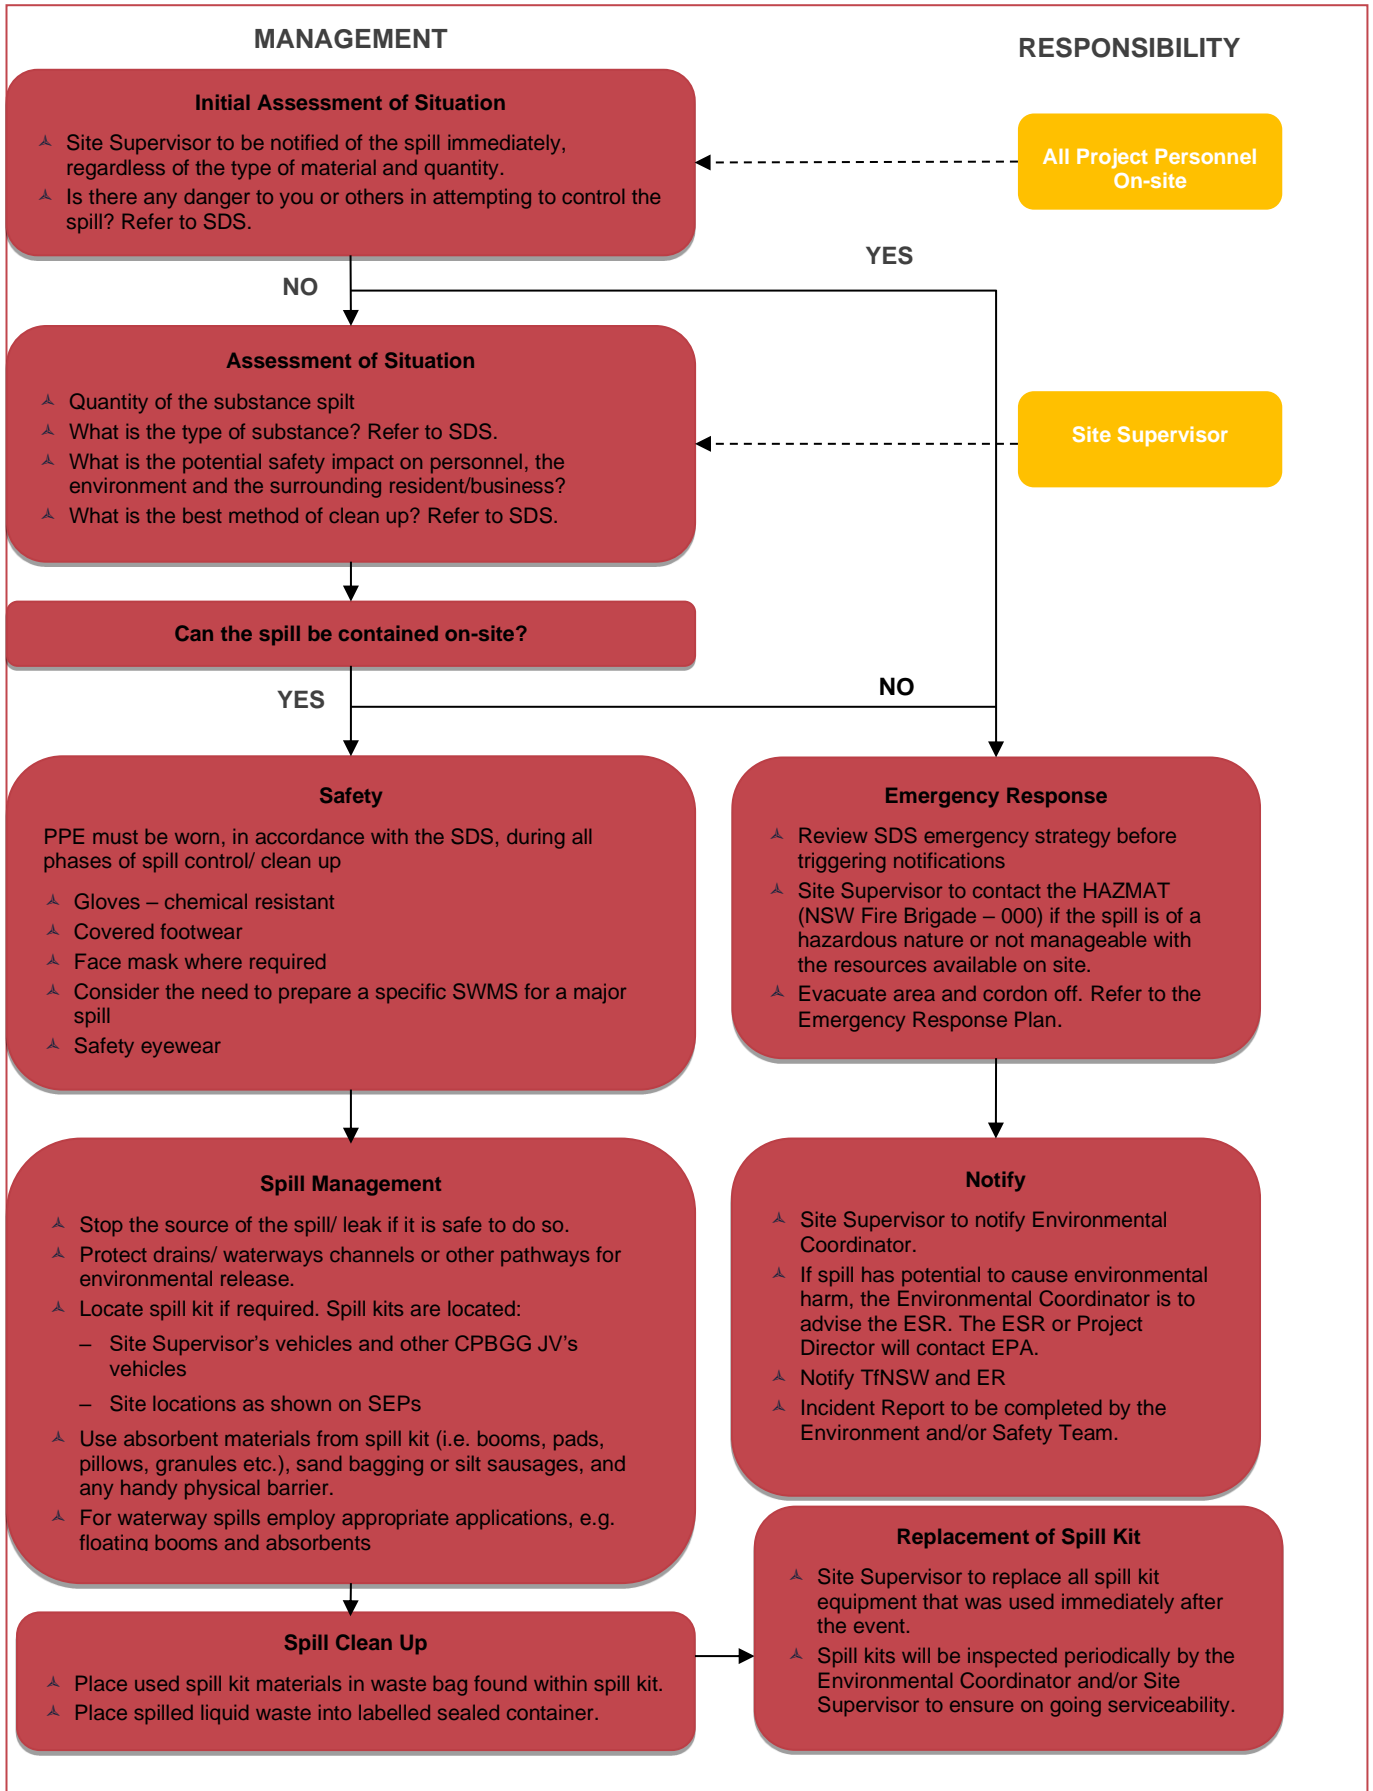 MANAGEMENT
RESPONSIBILITY
Initial Assessment of Situation
Site Supervisor to be notified of the spill immediately,
regardless of the type of material and quantity.
Is there any danger to you or others in attempting to control the
spill? Refer to SDS.
All Project Personnel
On-site
YES
NO
Assessment of Situation
Quantity of the substance spilt
What is the type of substance? Refer to SDS.
What is the potential safety impact on personnel, the
environment and the surrounding resident/business?
What is the best method of clean up? Refer to SDS.
Site Supervisor
Can the spill be contained on-site?
YES
NO
Safety
PPE must be worn, in accordance with the SDS, during all
phases of spill control/ clean up
Gloves – chemical resistant
Covered footwear
Face mask where required
Consider the need to prepare a specific SWMS for a major
spill
Safety eyewear
Emergency Response
Review SDS emergency strategy before
triggering notifications
Site Supervisor to contact the HAZMAT
(NSW Fire Brigade – 000) if the spill is of a
hazardous nature or not manageable with
the resources available on site.
Evacuate area and cordon off. Refer to the
Emergency Response Plan.
Spill Management
Stop the source of the spill/ leak if it is safe to do so.
Protect drains/ waterways channels or other pathways for
environmental release.
Locate spill kit if required. Spill kits are located:
– Site Supervisor's vehicles and other CPBGG JV's
vehicles
– Site locations as shown on SEPs
Use absorbent materials from spill kit (i.e. booms, pads,
pillows, granules etc.), sand bagging or silt sausages, and
any handy physical barrier.
For waterway spills employ appropriate applications, e.g.
floating booms and absorbents
Notify
Site Supervisor to notify Environmental
Coordinator.
If spill has potential to cause environmental
harm, the Environmental Coordinator is to
advise the ESR. The ESR or Project
Director will contact EPA.
Notify TfNSW and ER
Incident Report to be completed by the
Environment and/or Safety Team.
Spill Clean Up
Place used spill kit materials in waste bag found within spill kit.
Place spilled liquid waste into labelled sealed container.
Replacement of Spill Kit
Site Supervisor to replace all spill kit
equipment that was used immediately after
the event.
Spill kits will be inspected periodically by the
Environmental Coordinator and/or Site
Supervisor to ensure on going serviceability.